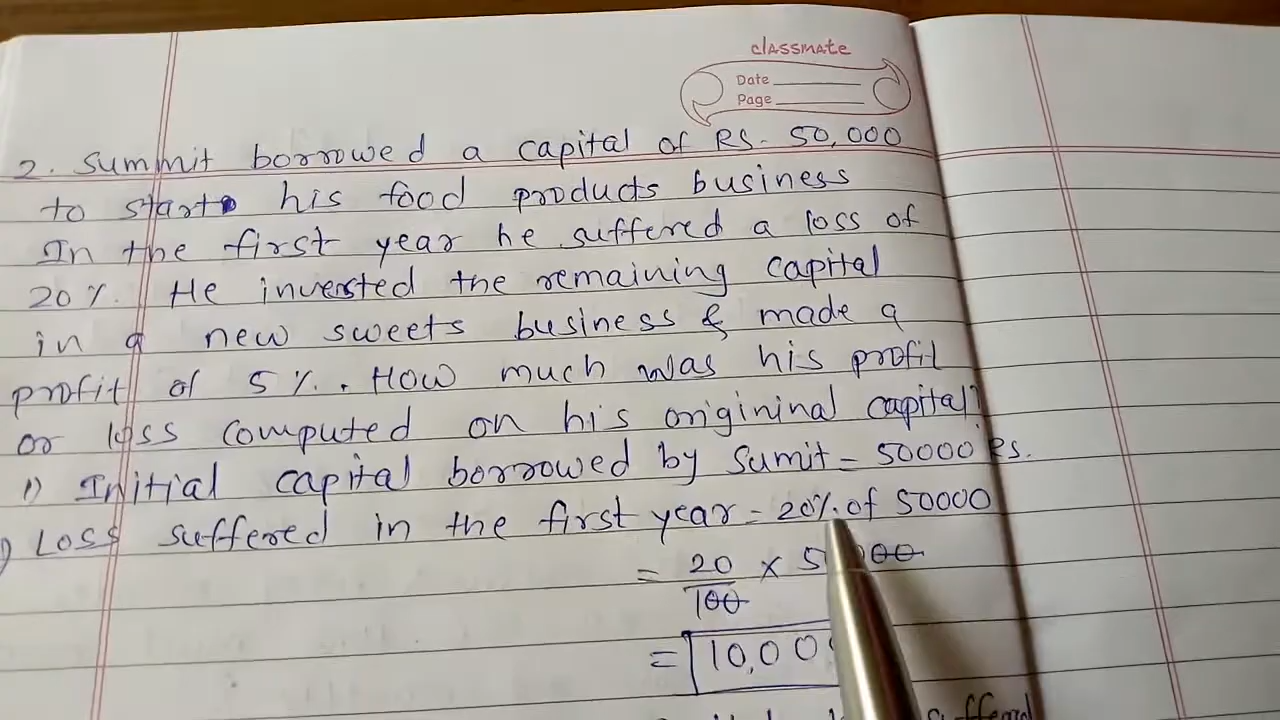 classmate
Date
Page
2. Summit borrowed a capital of RS. 50,000
to start his food products business
In the first year he suffered a loss of
20%. He inversted the remaining capital
in a new sweets business & made a
profit of 5%. How much was his profit
or loss computed on his origininal capital?
1) Initial capital borrowed by Sumit = 50000 Rs.
) Loss suffered in the first year = 20% of 50000
= 20/100 ×
= 10,00
suffered